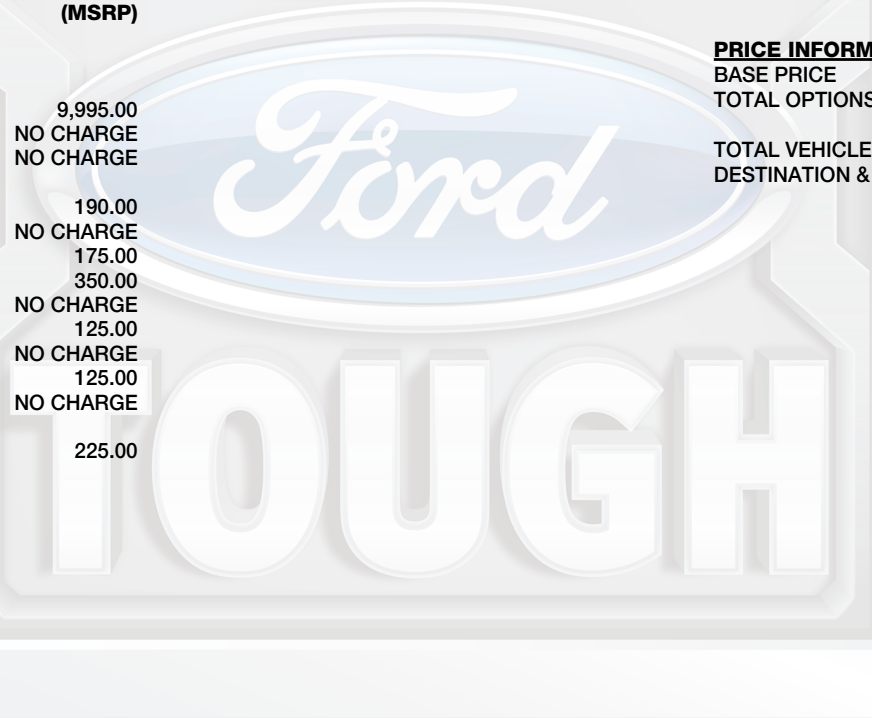 (MSRP)
9,995.00
NO CHARGE
NO CHARGE
190.00
NO CHARGE
175.00
350.00
NO CHARGE
125.00
NO CHARGE
125.00
NO CHARGE
225.00
PRICE INFORM
BASE PRICE
TOTAL OPTIONS
TOTAL VEHICLE
DESTINATION &
Ford
TOUGH